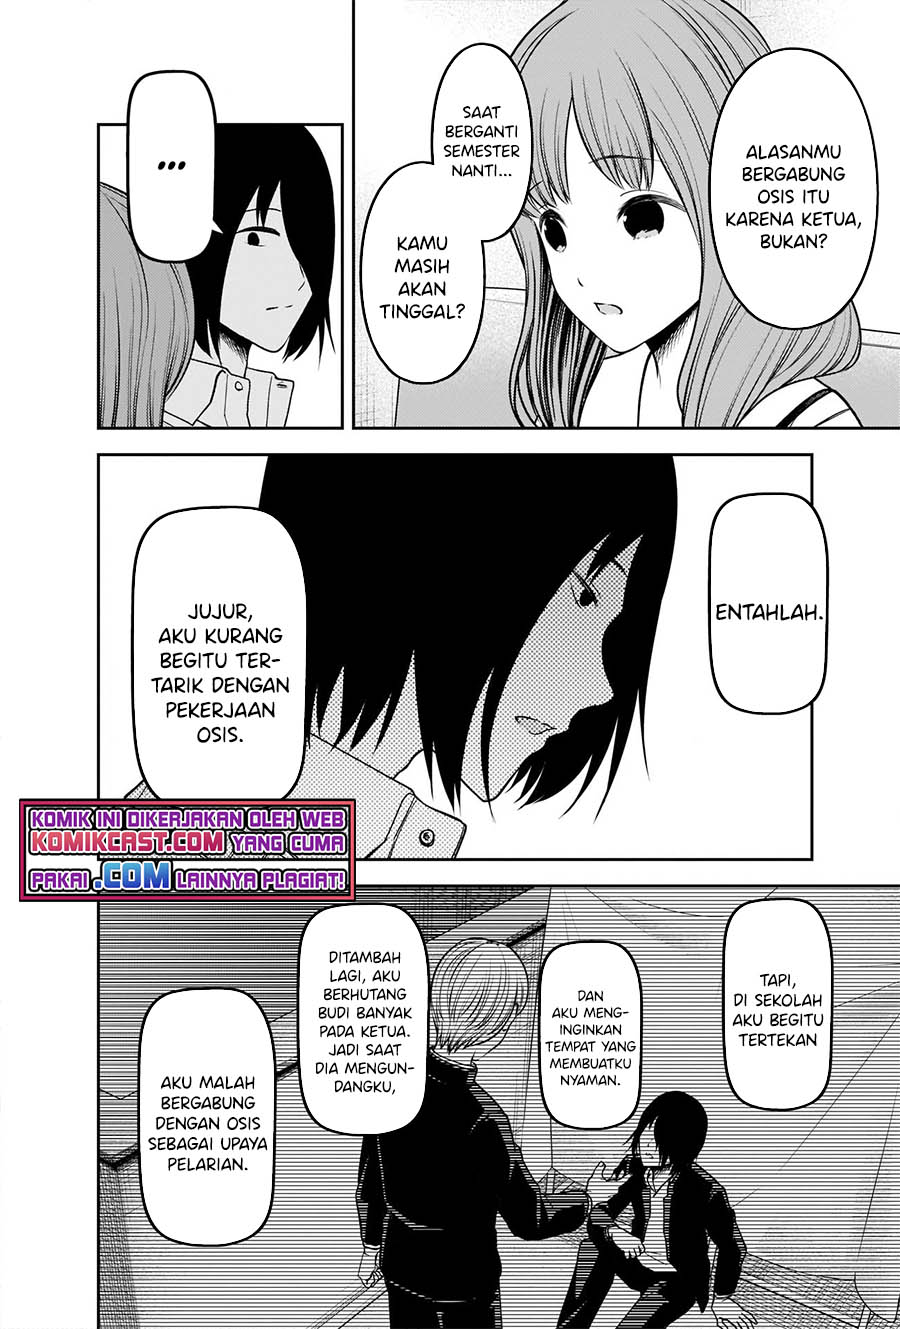 ALASANMU
BERGABUNG
OSIS ITU
KARENA KETUA,
BUKAN?
SAAT
BERGANTI
SEMESTER
NANTI...
KAMU
MASIH
AKAN
TINGGAL?
...
ENTAHLAH.
JUJUR,
AKU KURANG
BEGITU TER-
TARIK DENGAN
PEKERJAAN
OSIS.
KOMIK INI DIKERJAKAN OLEH WEB
KOMIKCAST.COM YANG CUMA
PAKAI .COM LAINNYA PLAGIAT!
TAPI,
DI SEKOLAH
AKU BEGITU
TERTEKAN
DAN
AKU MENG-
INGINKAN
TEMPAT YANG
MEMBUATKU
NYAMAN.
DITAMBAH
LAGI, AKU
BERHUTANG
BUDI BANYAK
PADA KETUA.
JADI SAAT
DIA MENGUN-
DANGKU,
AKU MALAH
BERGABUNG
DENGAN OSIS
SEBAGAI UPAYA
PELARIAN.